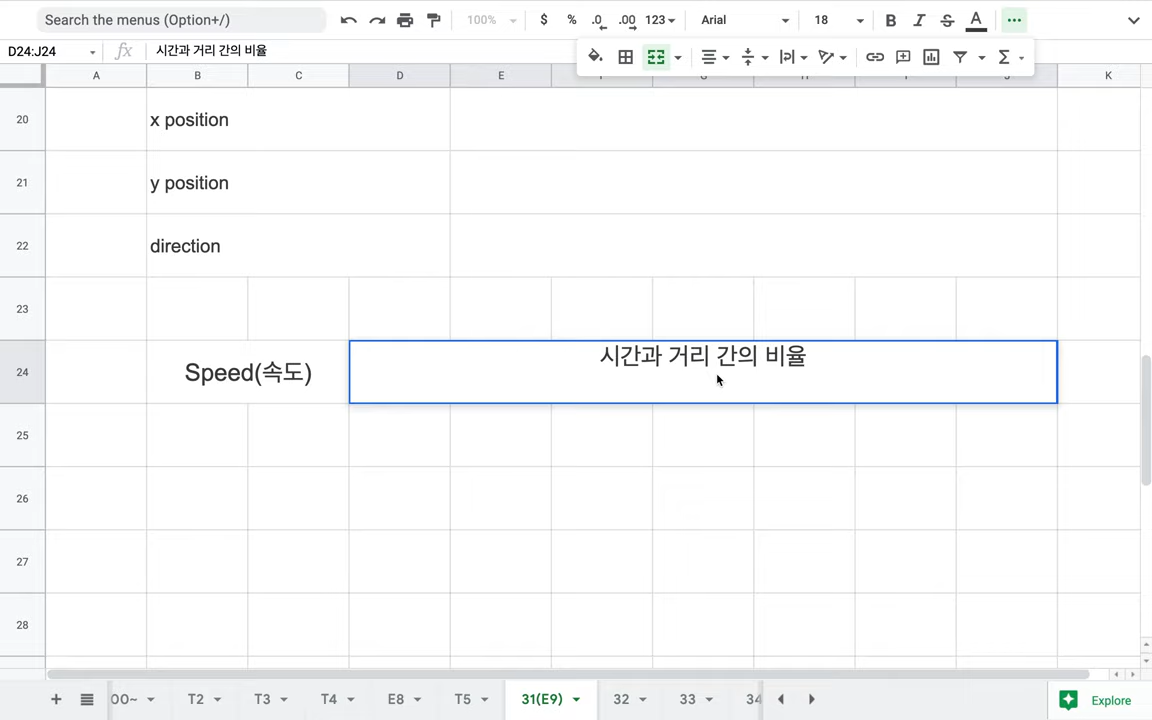 Search the menus (Option+/)
100%
$ % .0 .00 123
Arial
18
B I S A
D24:J24
fx
시간과 거리 간의 비율
A B C D E F G H I J K
20 x position
21 y position
22 direction
23
24 Speed(속도) 시간과 거리 간의 비율
25
26
27
28
T2 T3 T4 E8 T5 31(E9) 32 33
Explore